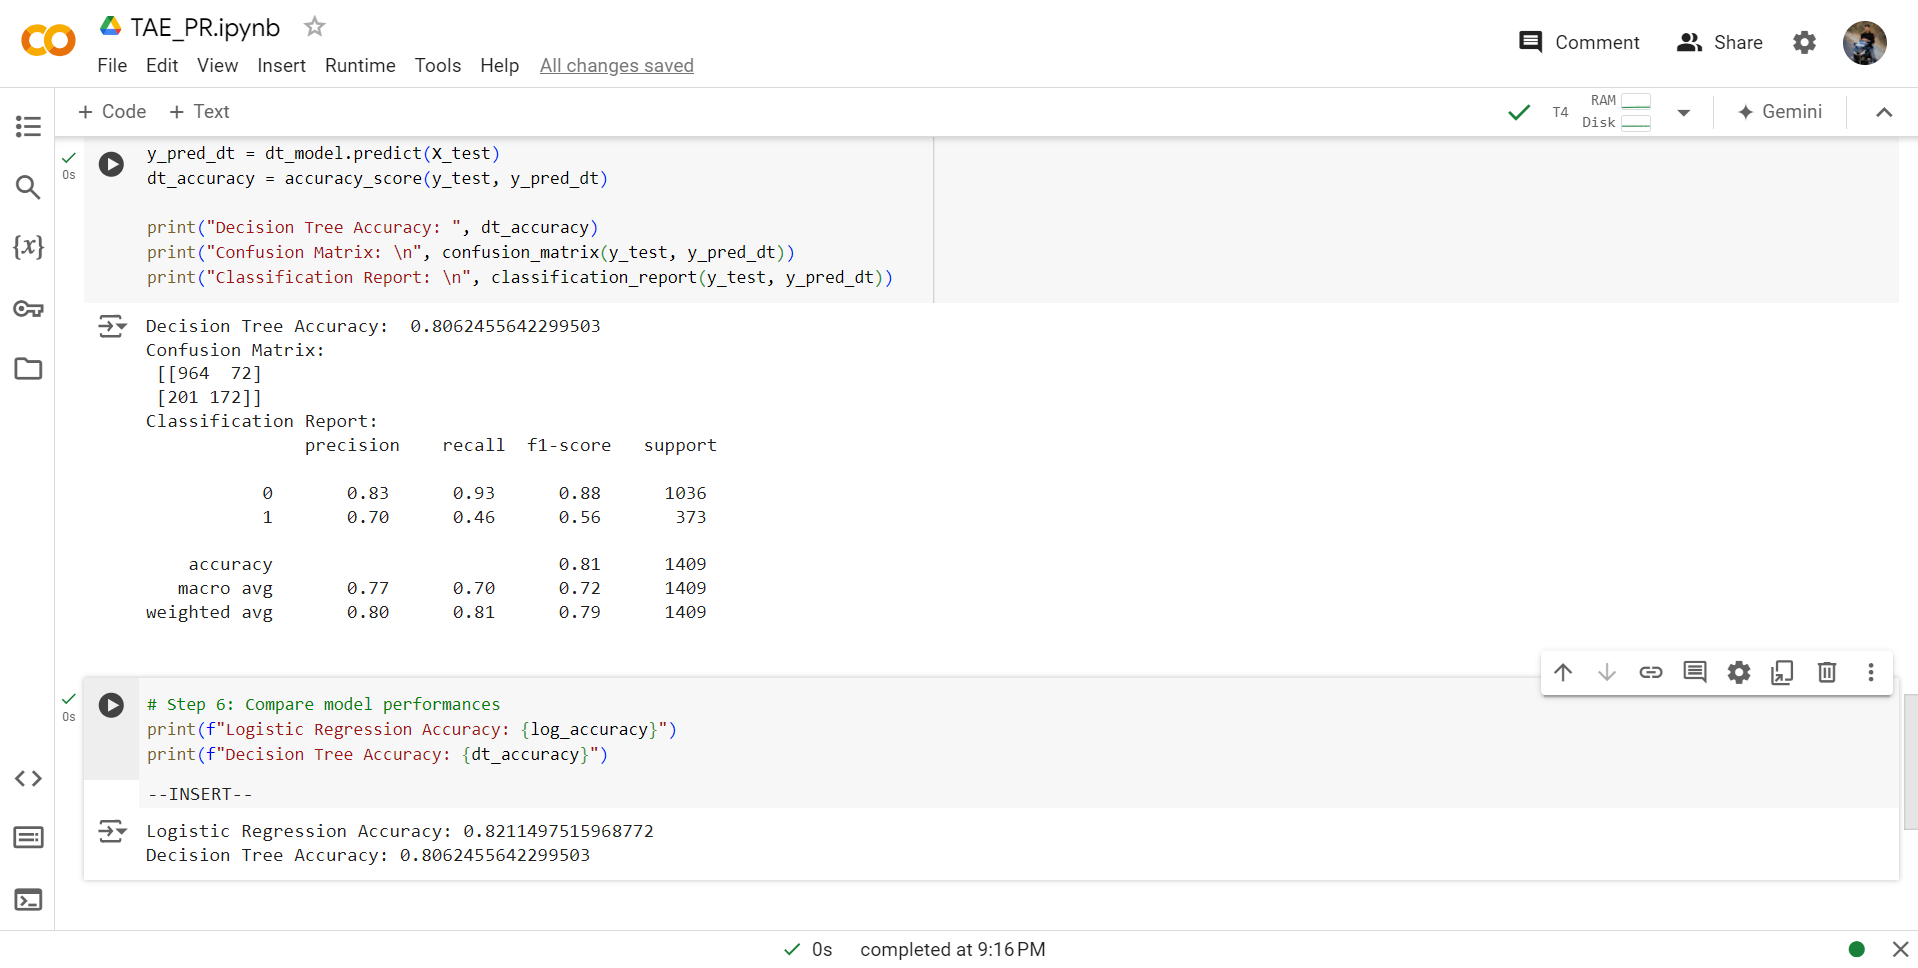 TAE_PR.ipynb
File Edit View Insert Runtime Tools Help All changes saved
Comment Share
+ Code + Text
T4 RAM Disk Gemini
y_pred_dt = dt_model.predict(X_test)
dt_accuracy = accuracy_score(y_test, y_pred_dt)
print("Decision Tree Accuracy: ", dt_accuracy)
print("Confusion Matrix: \n", confusion_matrix(y_test, y_pred_dt))
print("Classification Report: \n", classification_report(y_test, y_pred_dt))
0s
Decision Tree Accuracy:  0.8062455642299503
Confusion Matrix:
[[964  72]
[201 172]]
Classification Report:
precision recall f1-score support
0 0.83 0.93 0.88 1036
1 0.70 0.46 0.56 373
accuracy 0.81 1409
macro avg 0.77 0.70 0.72 1409
weighted avg 0.80 0.81 0.79 1409
0s
# Step 6: Compare model performances
print(f"Logistic Regression Accuracy: {log_accuracy}")
print(f"Decision Tree Accuracy: {dt_accuracy}")
--INSERT--
Logistic Regression Accuracy: 0.8211497515968772
Decision Tree Accuracy: 0.8062455642299503
0s completed at 9:16 PM